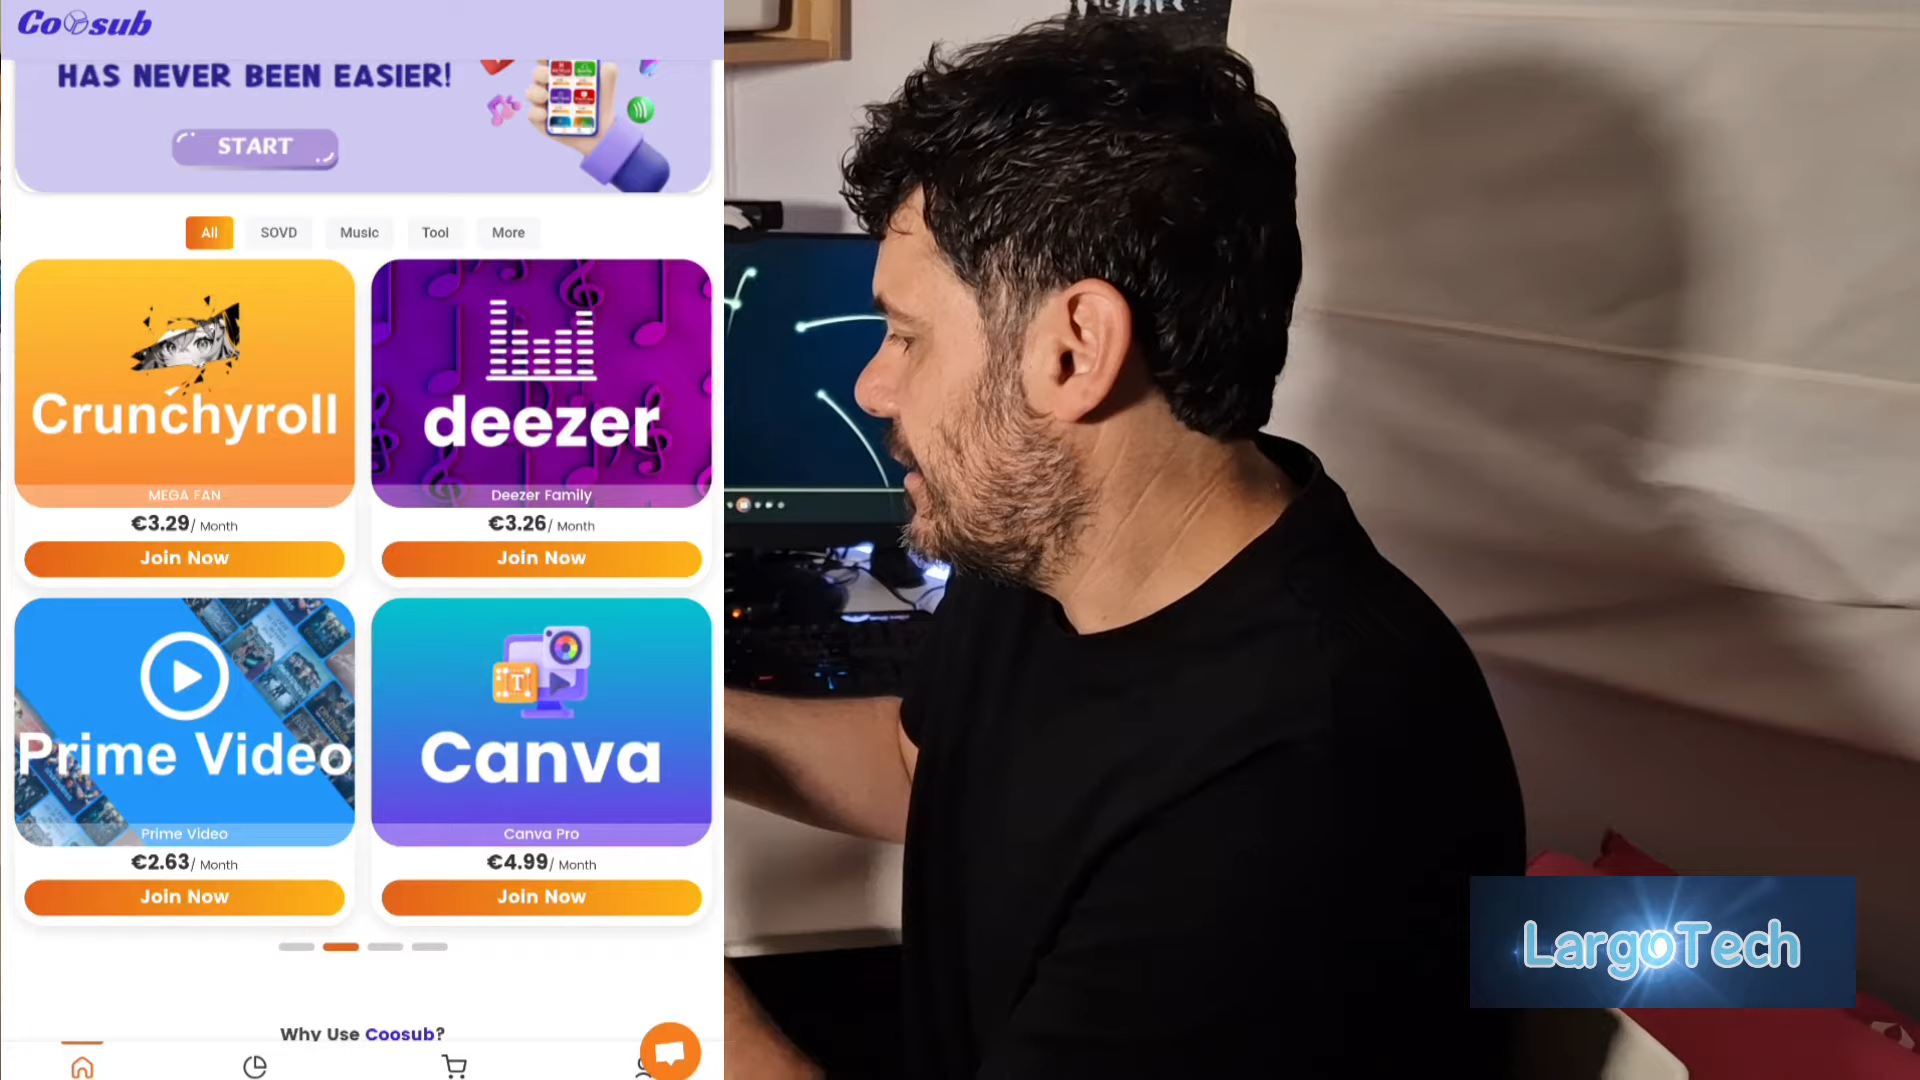 Coosub
HAS NEVER BEEN EASIER!
START
All
SOVD
Music
Tool
More
Crunchyroll
MEGA FAN
€3.29/ Month
Join Now
deezer
Deezer Family
€3.26/ Month
Join Now
Prime Video
Prime Video
€2.63/ Month
Join Now
T
Canva
Canva Pro
€4.99/ Month
Join Now
Why Use Coosub?
LargoTech